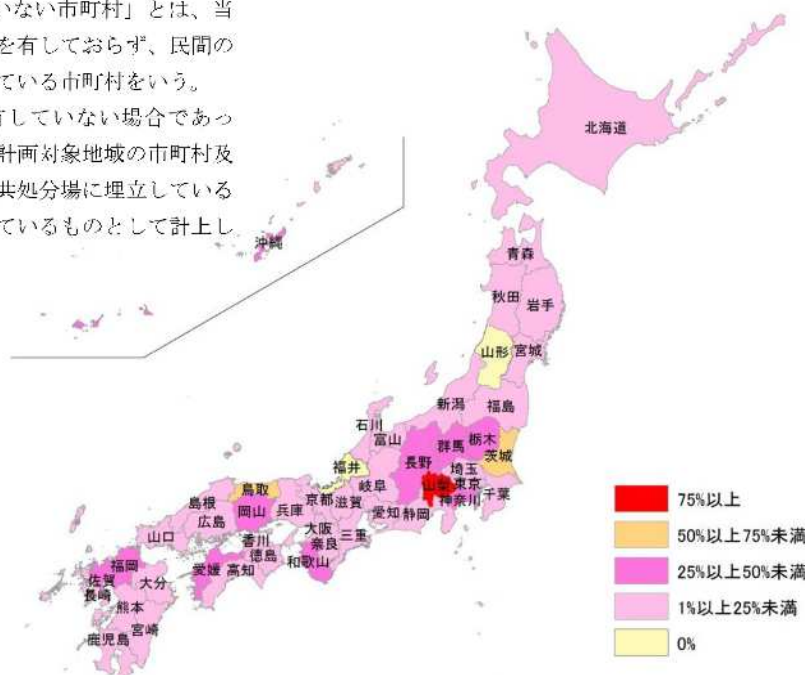 いない市町村」とは、当
を有しておらず、民間の
ている市町村をいう。
有していない場合であっ
計画対象地域の市町村及
共処分場に埋立している
ているものとして計上し
北海道
沖縄
青森
秋田
岩手
山形
宮城
新潟
福島
石川
富山
群馬
栃木
茨城
長野
福井
埼玉
岐阜
山梨
東京
神奈川
千葉
鳥取
島根
岡山
兵庫
京都
滋賀
愛知
静岡
広島
大阪
奈良
三重
山口
香川
徳島
和歌山
福岡
愛媛
高知
佐賀
大分
長崎
熊本
宮崎
鹿児島
75%以上
50%以上75%未満
25%以上50%未満
1%以上25%未満
0%